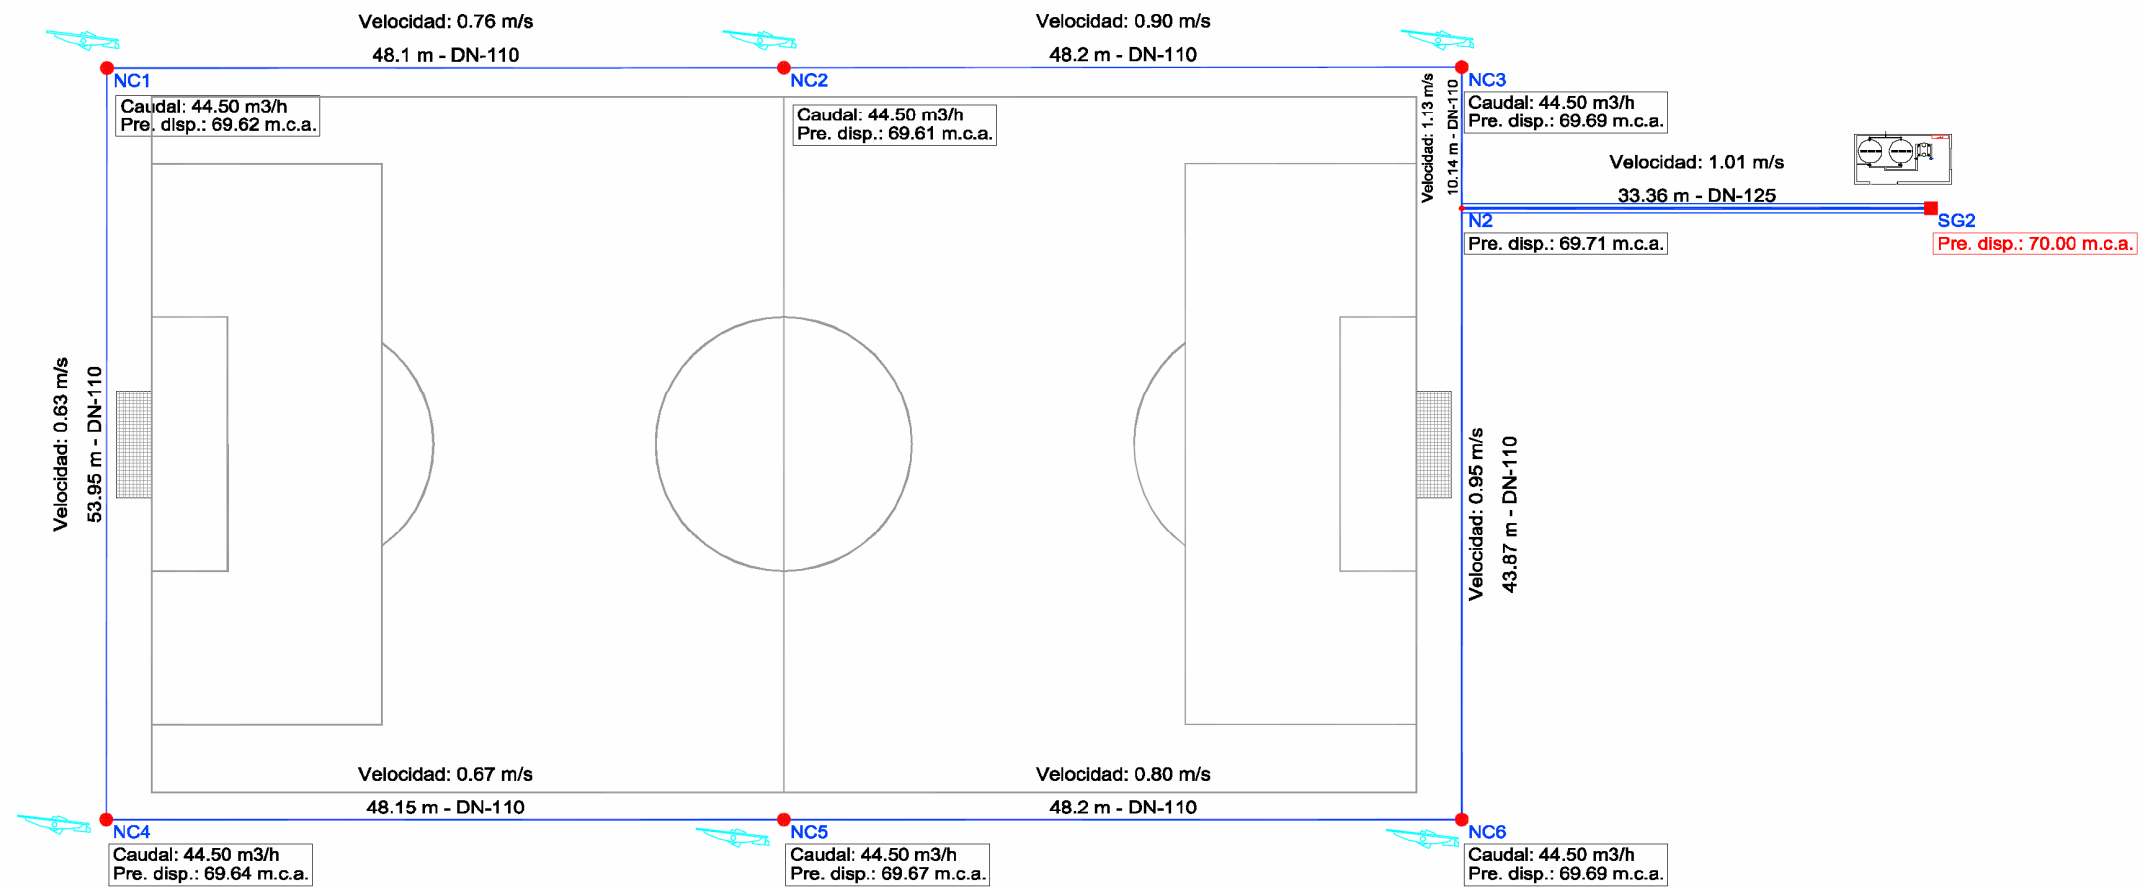 Velocidad: 0.76 m/s
48.1 m - DN-110
Velocidad: 0.90 m/s
48.2 m - DN-110
NC1
Caudal: 44.50 m3/h
Pre. disp.: 69.62 m.c.a.
NC2
Caudal: 44.50 m3/h
Pre. disp.: 69.61 m.c.a.
Velocidad: 1.13 m/s
10.14 m - DN-110
NC3
Caudal: 44.50 m3/h
Pre. disp.: 69.69 m.c.a.
Velocidad: 1.01 m/s
33.36 m - DN-125
N2
Pre. disp.: 69.71 m.c.a.
SG2
Pre. disp.: 70.00 m.c.a.
Velocidad: 0.63 m/s
53.95 m - DN-110
Velocidad: 0.95 m/s
43.87 m - DN-110
Velocidad: 0.67 m/s
48.15 m - DN-110
Velocidad: 0.80 m/s
48.2 m - DN-110
NC4
Caudal: 44.50 m3/h
Pre. disp.: 69.64 m.c.a.
NC5
Caudal: 44.50 m3/h
Pre. disp.: 69.67 m.c.a.
NC6
Caudal: 44.50 m3/h
Pre. disp.: 69.69 m.c.a.